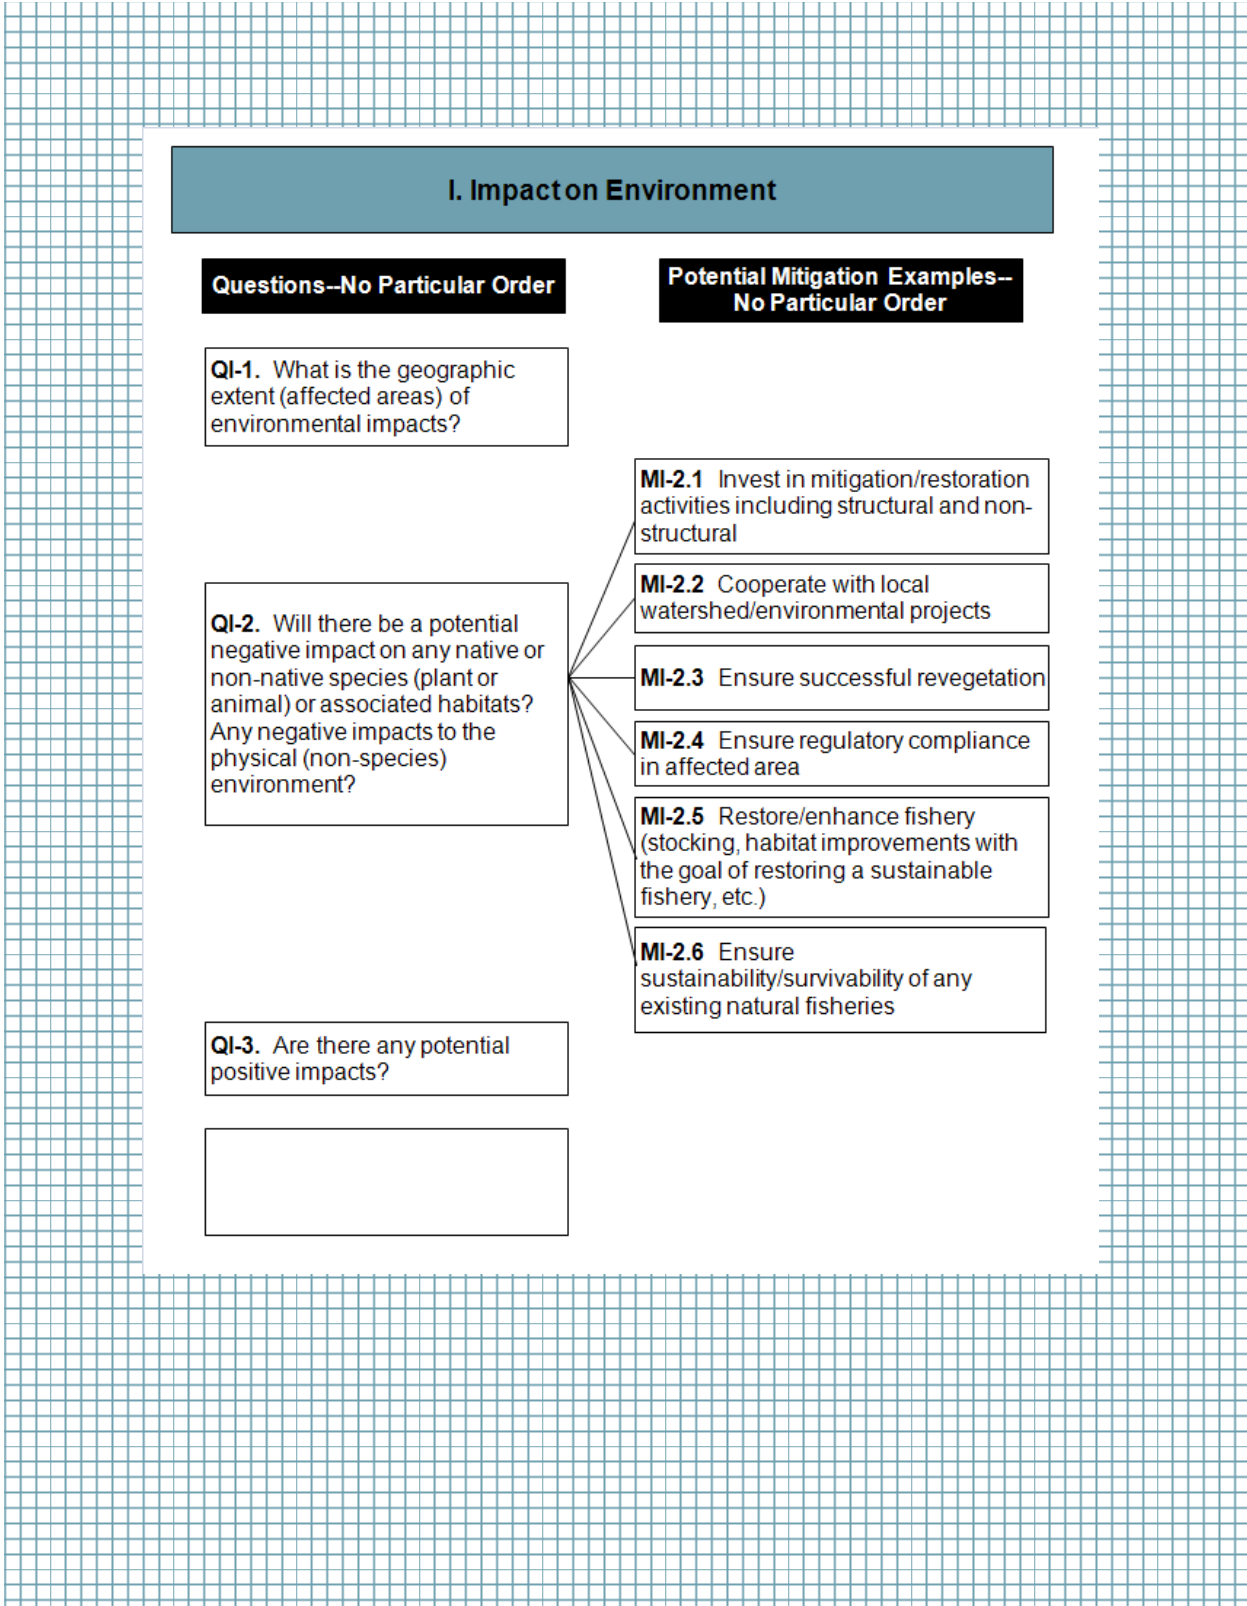 I. Impact on Environment
Questions--No Particular Order
Potential Mitigation Examples--
No Particular Order
QI-1. What is the geographic
extent (affected areas) of
environmental impacts?
MI-2.1 Invest in mitigation/restoration
activities including structural and non-
structural
MI-2.2 Cooperate with local
watershed/environmental projects
QI-2. Will there be a potential
negative impact on any native or
non-native species (plant or
animal) or associated habitats?
Any negative impacts to the
physical (non-species)
environment?
MI-2.3 Ensure successful revegetation
MI-2.4 Ensure regulatory compliance
in affected area
MI-2.5 Restore/enhance fishery
(stocking, habitat improvements with
the goal of restoring a sustainable
fishery, etc.)
MI-2.6 Ensure
sustainability/survivability of any
existing natural fisheries
QI-3. Are there any potential
positive impacts?